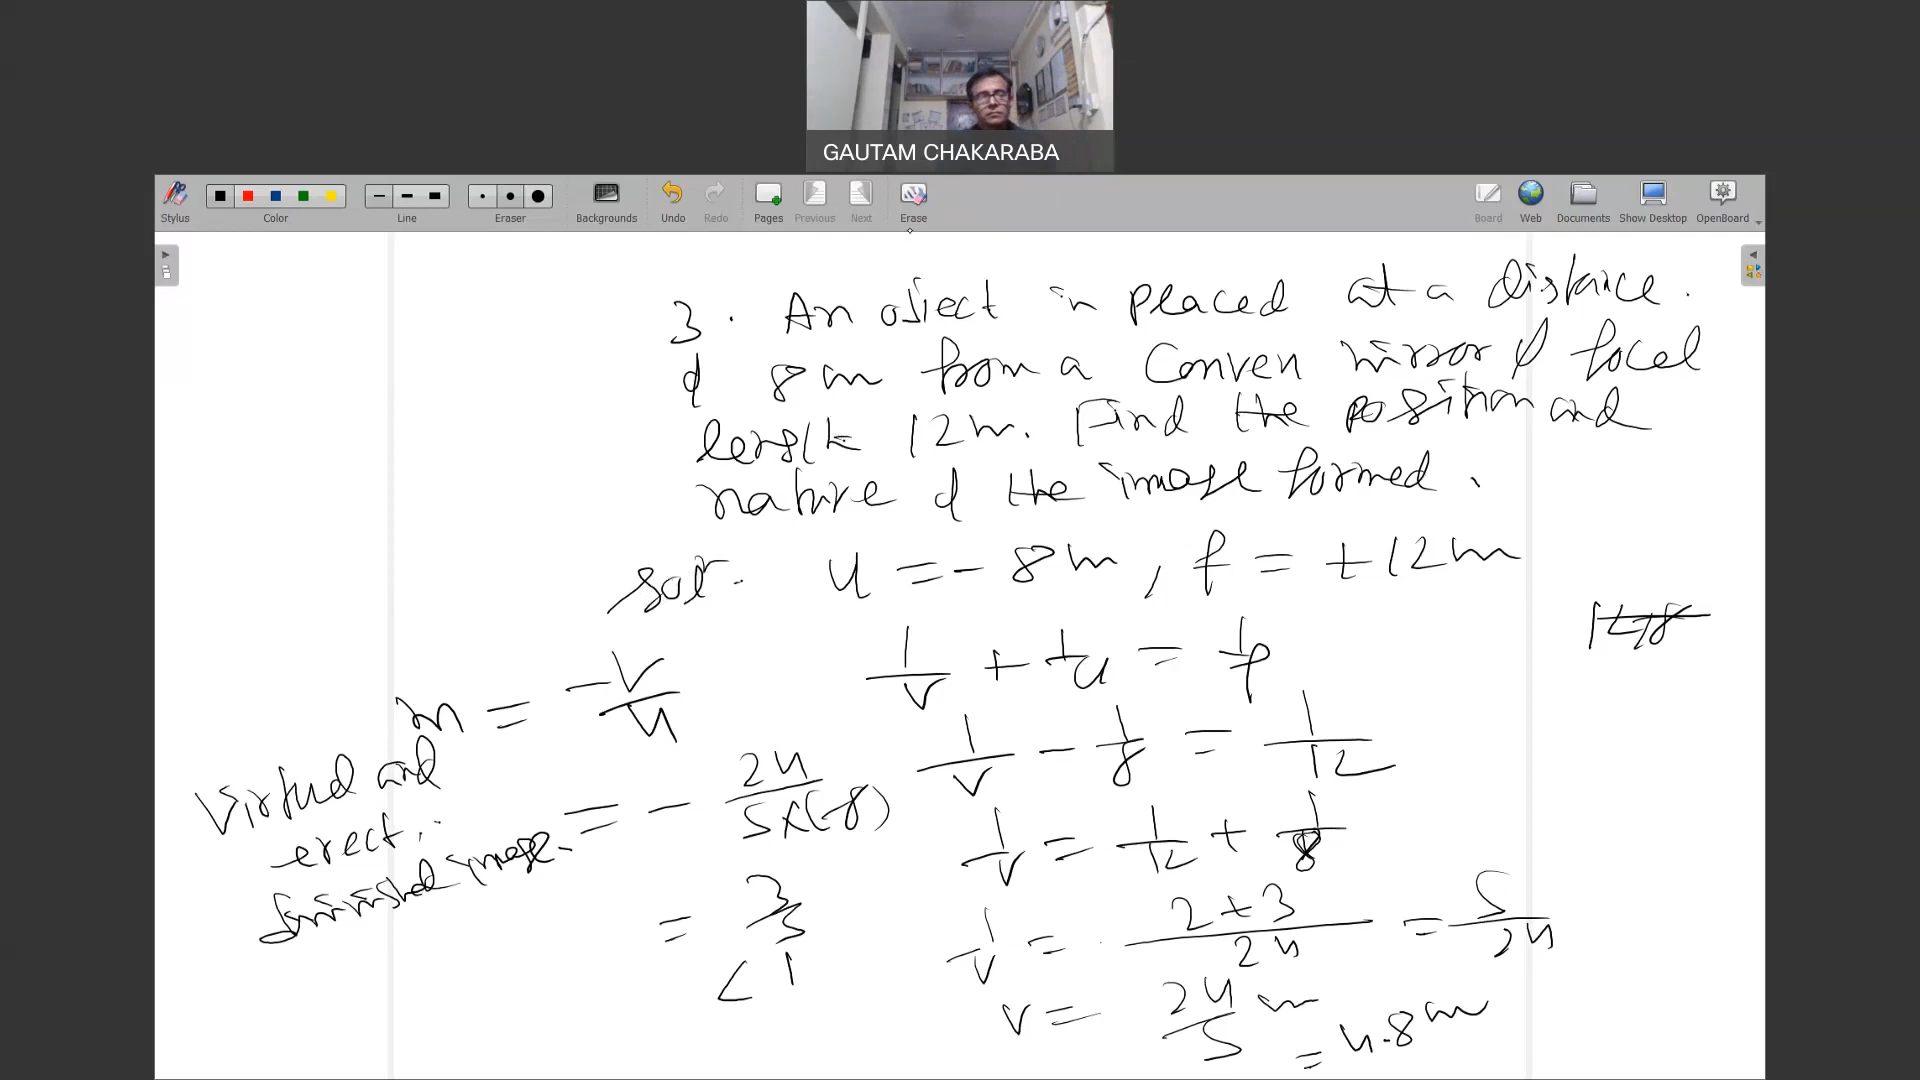 GAUTAM CHAKARABA
Stylus Color Line Eraser Backgrounds Undo Redo Pages Previous Next Erase Board Web Documents Show Desktop OpenBoard
3. An object is placed at a distance.
of 8m from a Convex mirror of focal
length 12m. Find the position and
nature of the image formed.
Sol. u = - 8m, f = +12m
1/v + 1/u = 1/f
1/v - 1/8 = 1/12
1/v = 1/12 + 1/8
1/v = (2+3)/24 = 5/24
v = 24/5 m = 4.8m
m = -v/u
= - 24/(5×(-8))
= 3/5
< 1
Virtual and
erect.
diminished image.